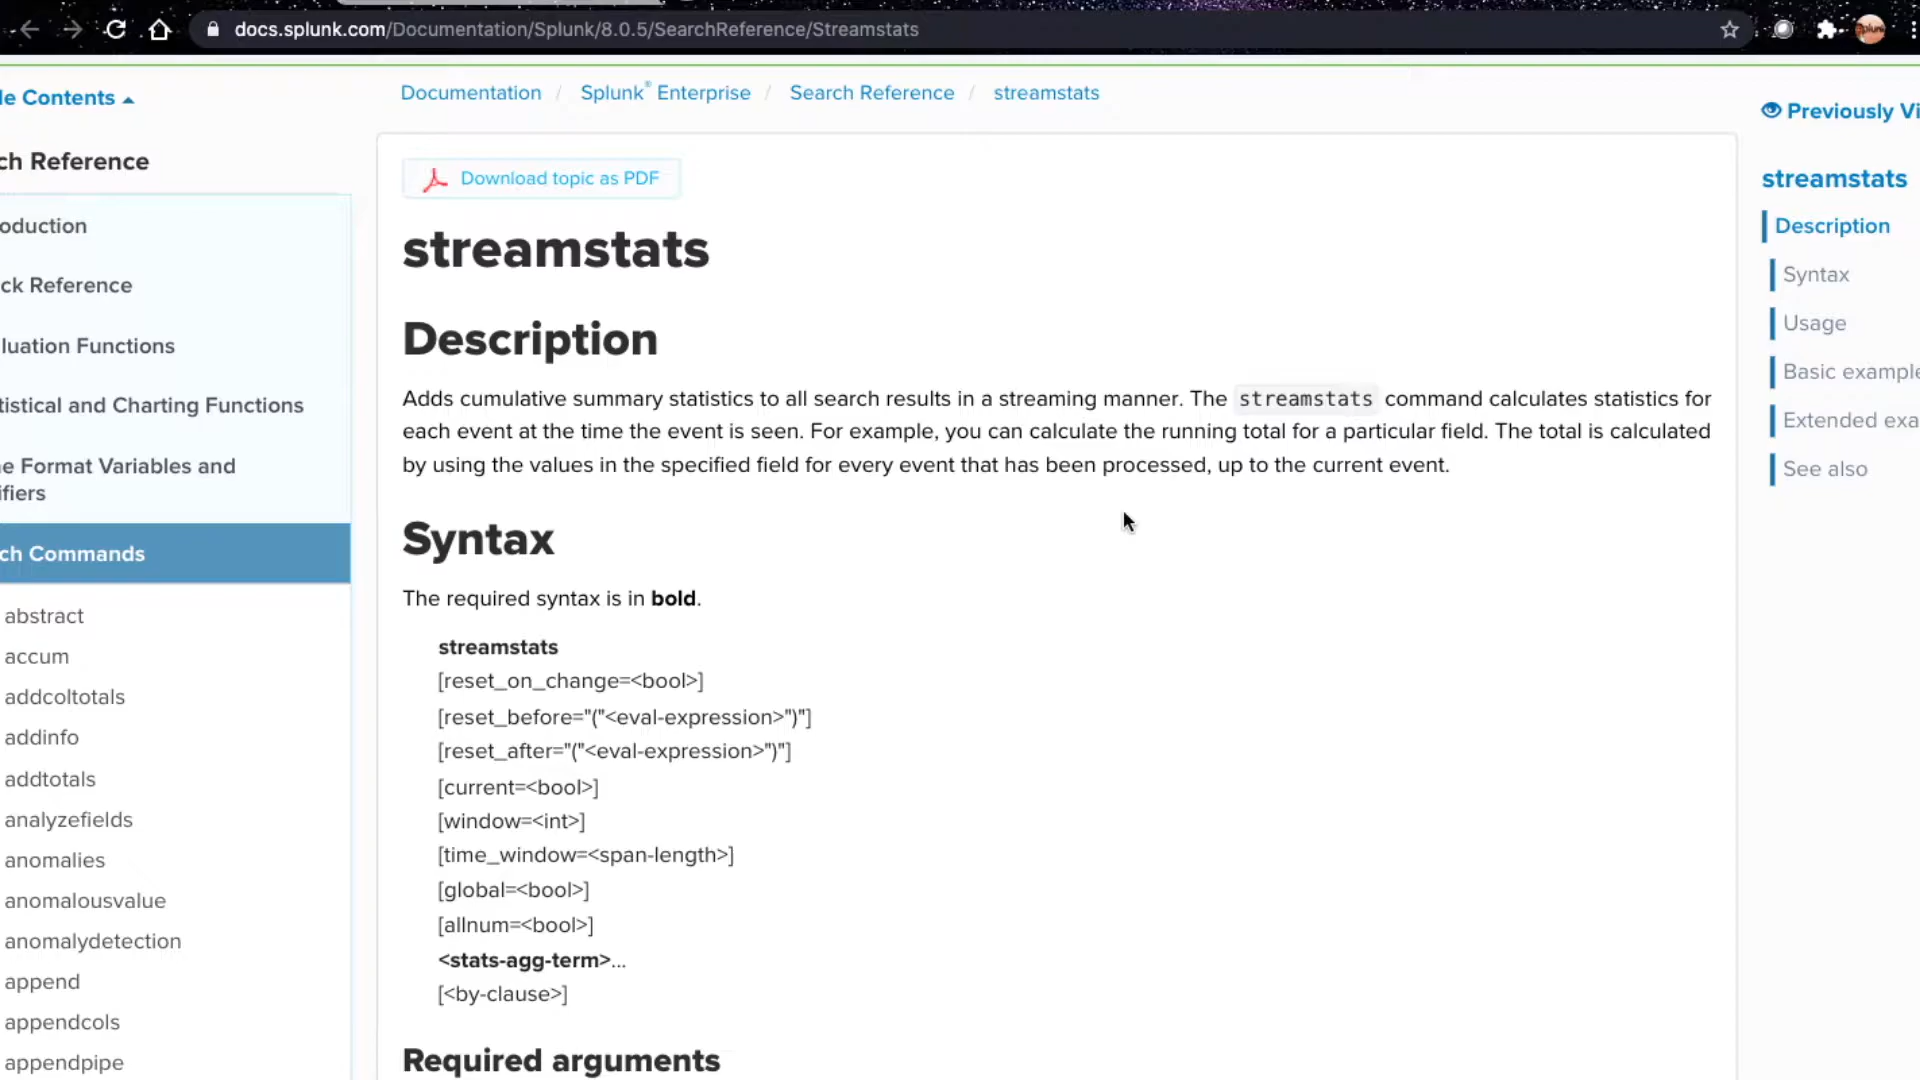 docs.splunk.com/Documentation/Splunk/8.0.5/SearchReference/Streamstats
le Contents
ch Reference
oduction
ck Reference
luation Functions
tistical and Charting Functions
ne Format Variables and
ifiers
ch Commands
abstract
accum
addcoltotals
addinfo
addtotals
analyzefields
anomalies
anomalousvalue
anomalydetection
append
appendcols
appendpipe
Documentation / Splunk® Enterprise / Search Reference / streamstats
Download topic as PDF
streamstats
Description
Adds cumulative summary statistics to all search results in a streaming manner. The streamstats command calculates statistics for
each event at the time the event is seen. For example, you can calculate the running total for a particular field. The total is calculated
by using the values in the specified field for every event that has been processed, up to the current event.
Syntax
The required syntax is in bold.
streamstats
[reset_on_change=<bool>]
[reset_before="("<eval-expression>")"]
[reset_after="("<eval-expression>")"]
[current=<bool>]
[window=<int>]
[time_window=<span-length>]
[global=<bool>]
[allnum=<bool>]
<stats-agg-term>...
[<by-clause>]
Required arguments
Previously Vi
streamstats
Description
Syntax
Usage
Basic example
Extended exa
See also